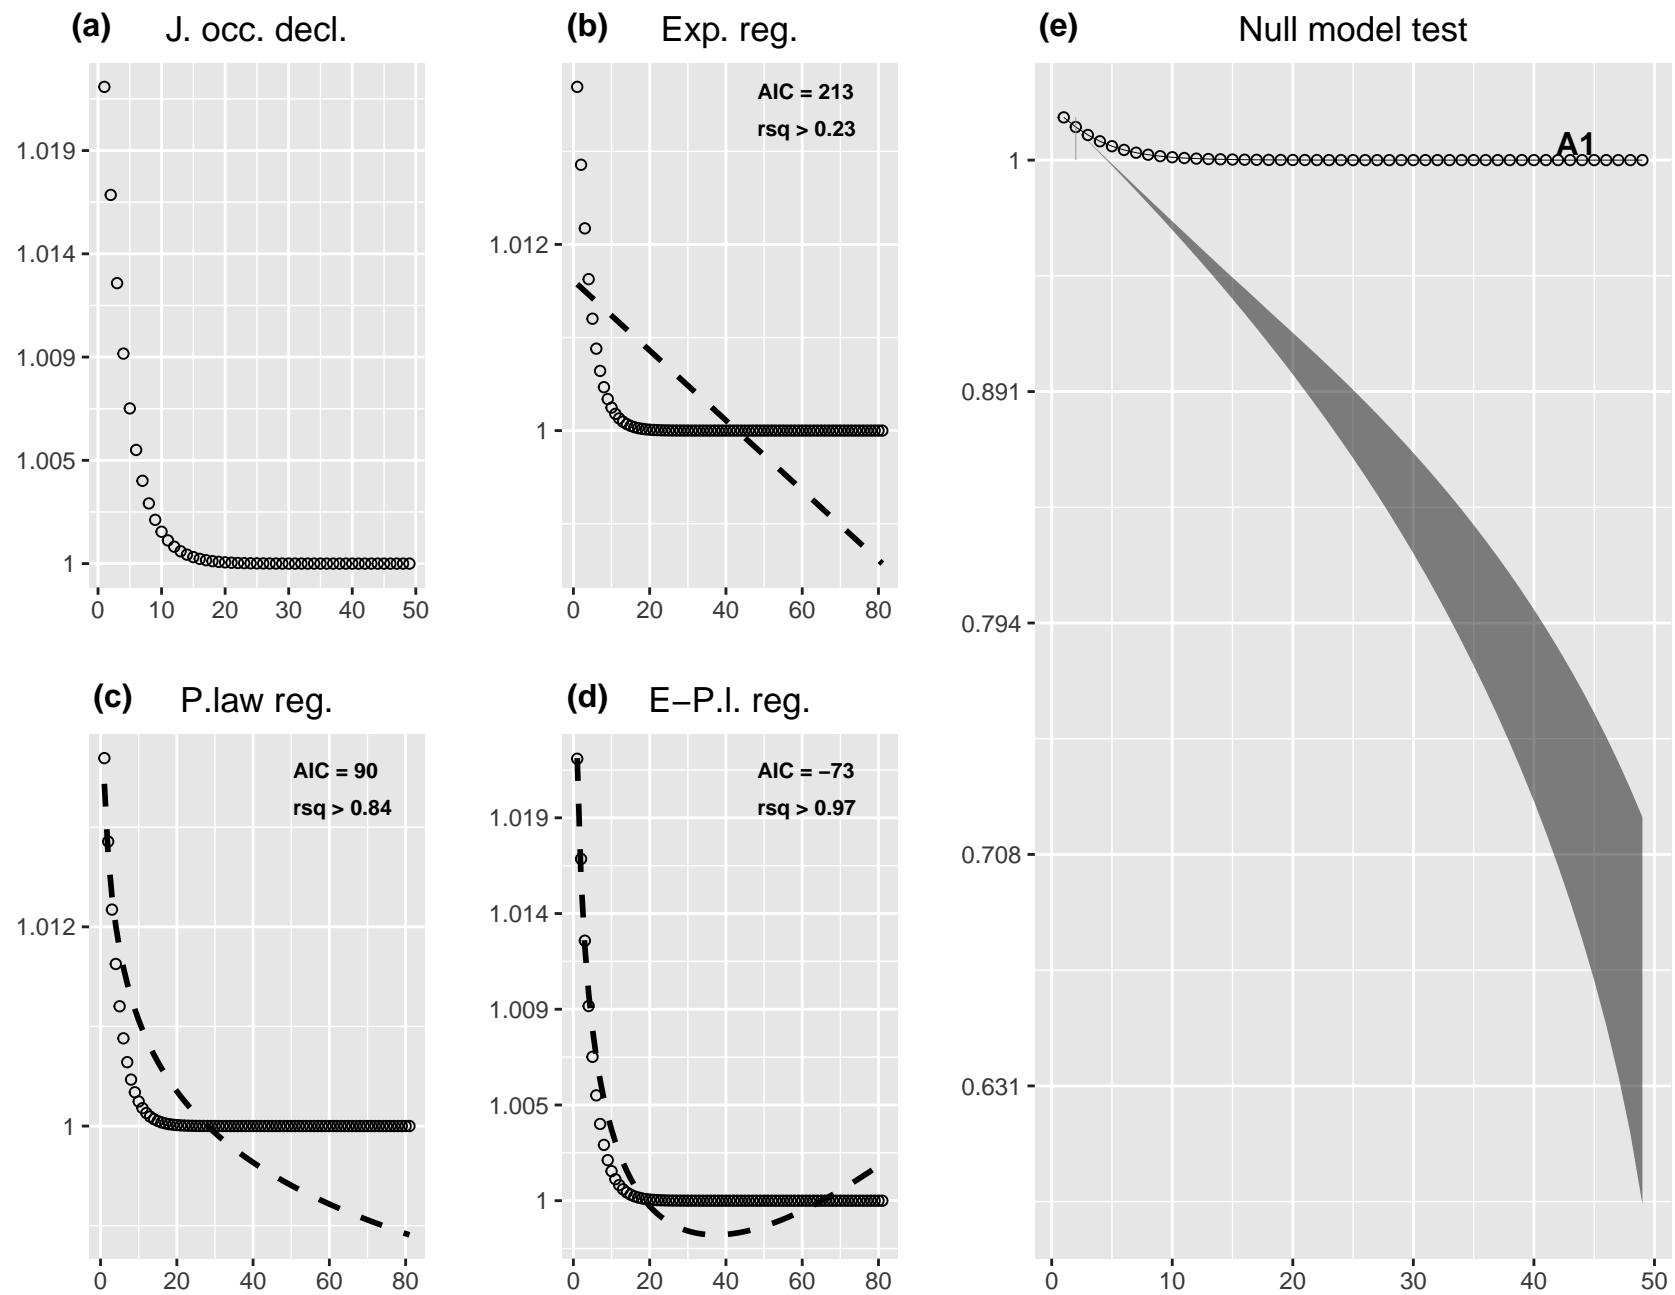 (a) J. occ. decl.
1.019
1.014
1.009
1.005
1
0 10 20 30 40 50
(b) Exp. reg.
AIC = 213
rsq > 0.23
1.012
1
0 20 40 60 80
(c) P.law reg.
AIC = 90
rsq > 0.84
1.012
1
0 20 40 60 80
(d) E−P.l. reg.
AIC = −73
rsq > 0.97
1.019
1.014
1.009
1.005
1
0 20 40 60 80
(e) Null model test
A1
1
0.891
0.794
0.708
0.631
0 10 20 30 40 50